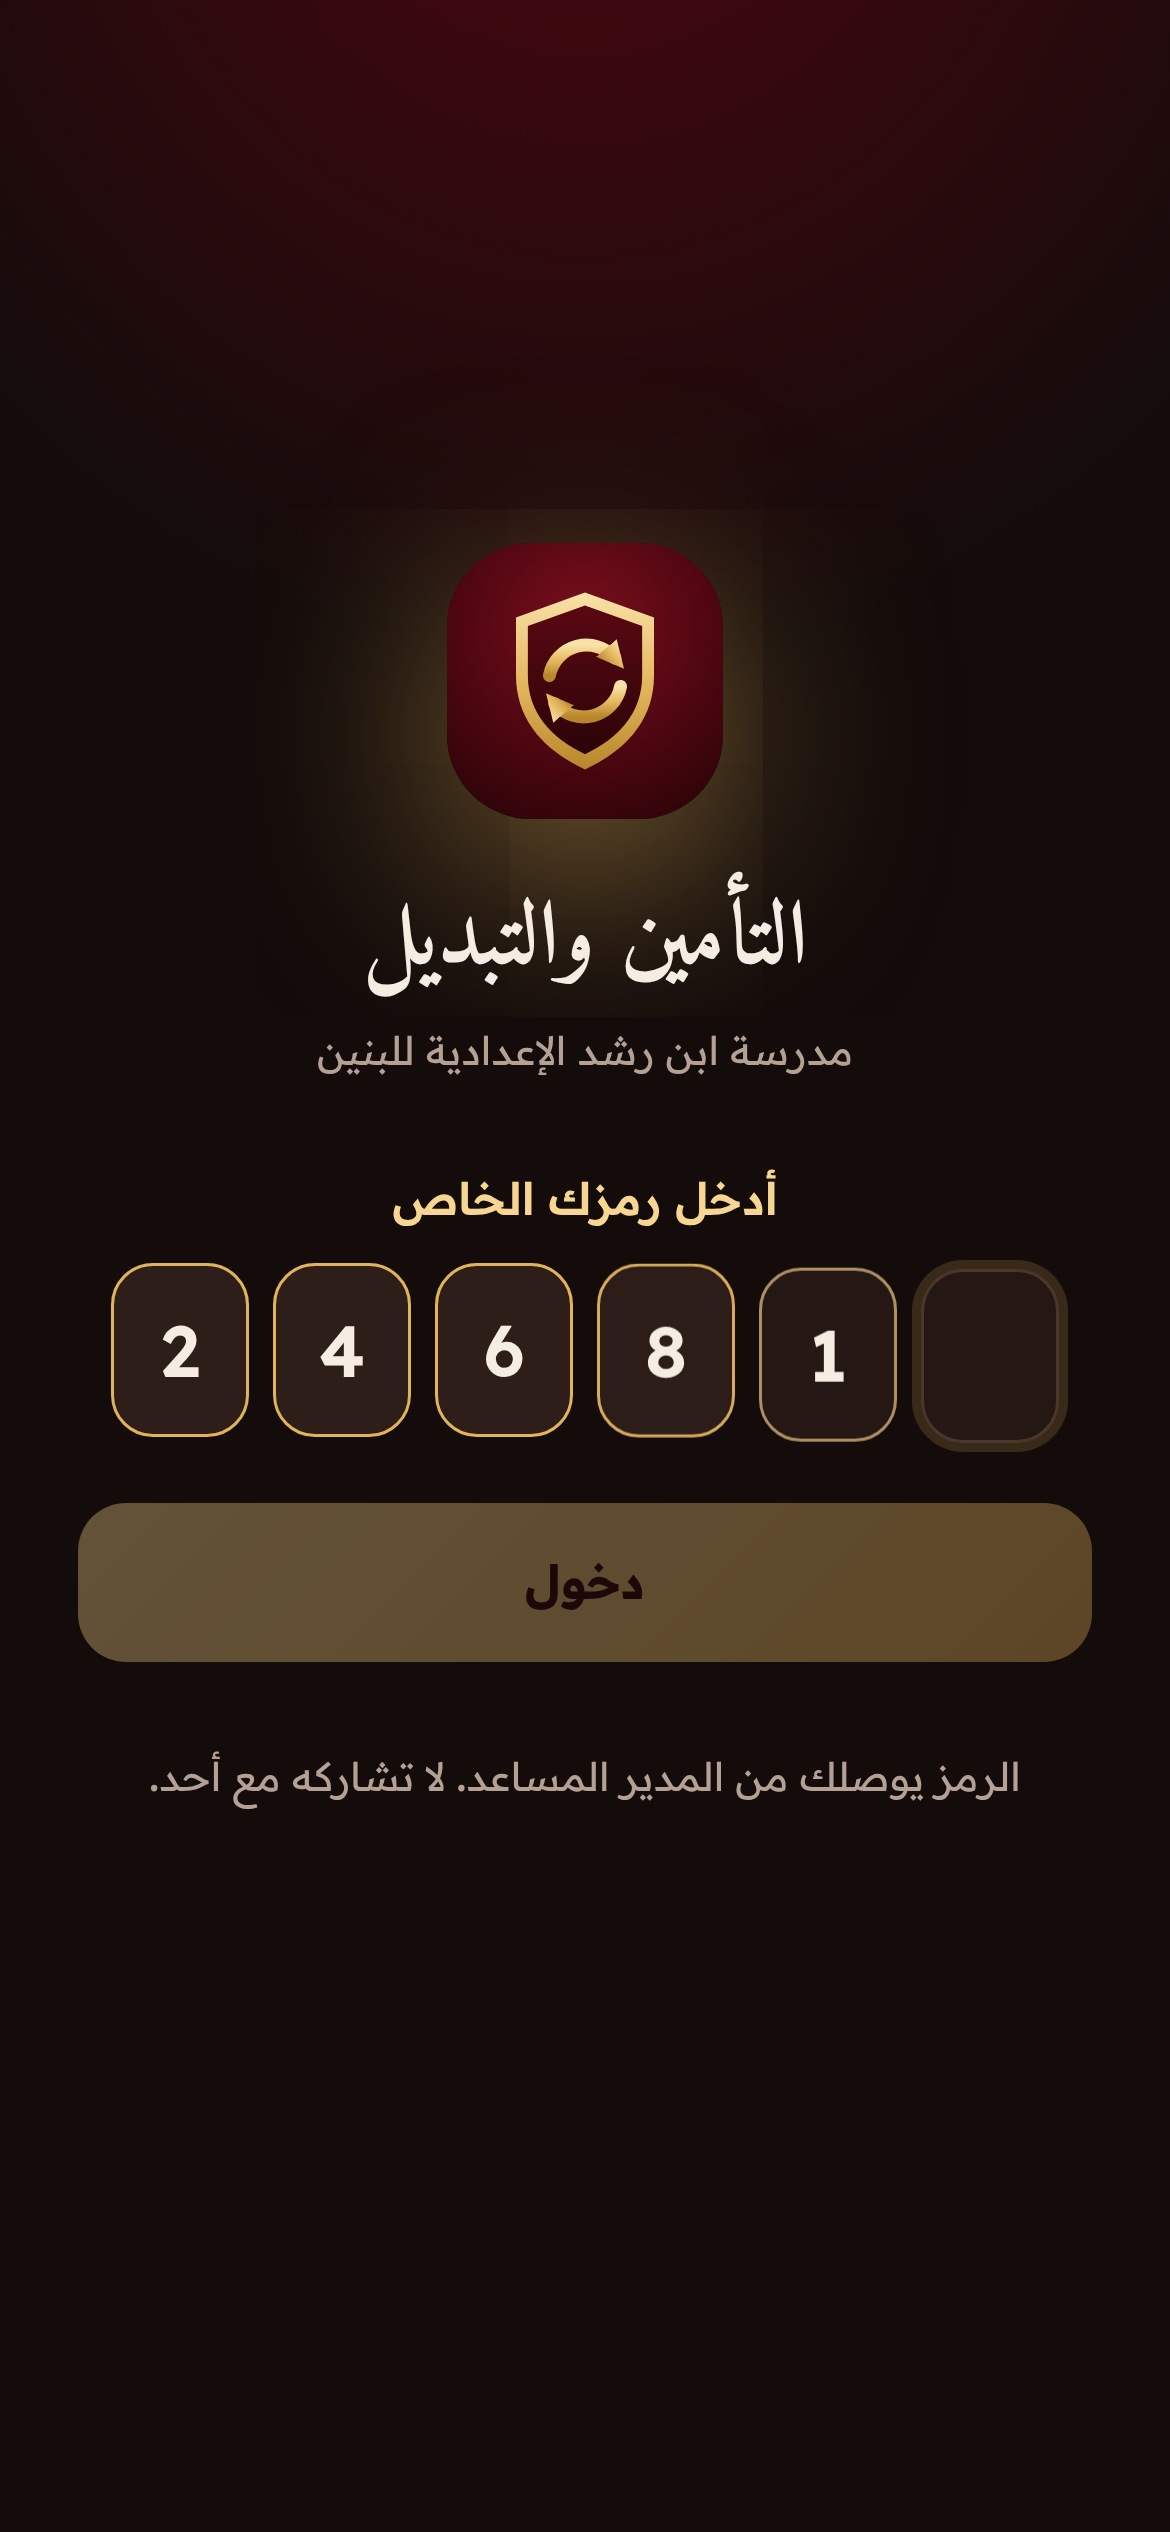 التأمين والتبديل
مدرسة ابن رشد الإعدادية للبنين
أدخل رمزك الخاص
2 4 6 8 1
دخول
الرمز يوصلك من المدير المساعد. لا تشاركه مع أحد.